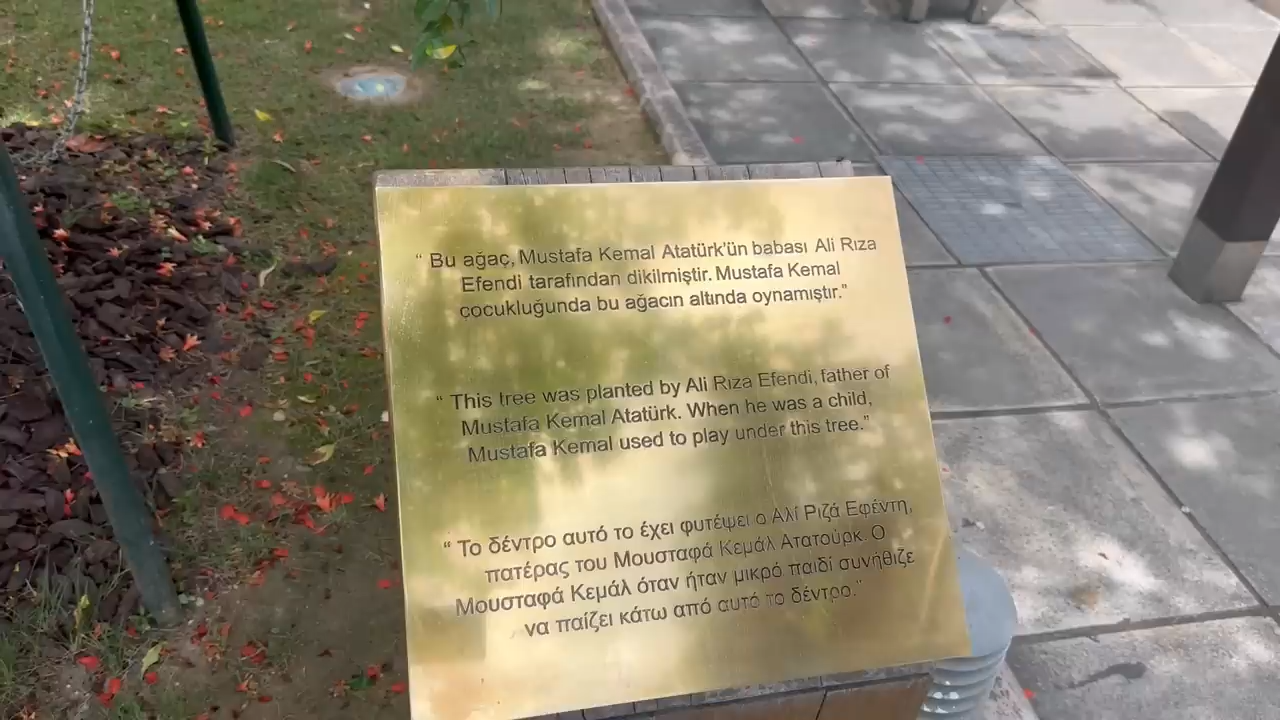 “ Bu ağaç, Mustafa Kemal Atatürk'ün babası Ali Rıza
Efendi tarafından dikilmiştir. Mustafa Kemal
çocukluğunda bu ağacın altında oynamıştır.”
“ This tree was planted by Ali Rıza Efendi, father of
Mustafa Kemal Atatürk. When he was a child,
Mustafa Kemal used to play under this tree.”
“ Το δέντρο αυτό το έχει φυτέψει ο Αλί Ριζά Εφέντη,
πατέρας του Μουσταφά Κεμάλ Ατατούρκ. Ο
Μουσταφά Κεμάλ όταν ήταν μικρό παιδί συνήθιζε
να παίζει κάτω από αυτό το δέντρο.”